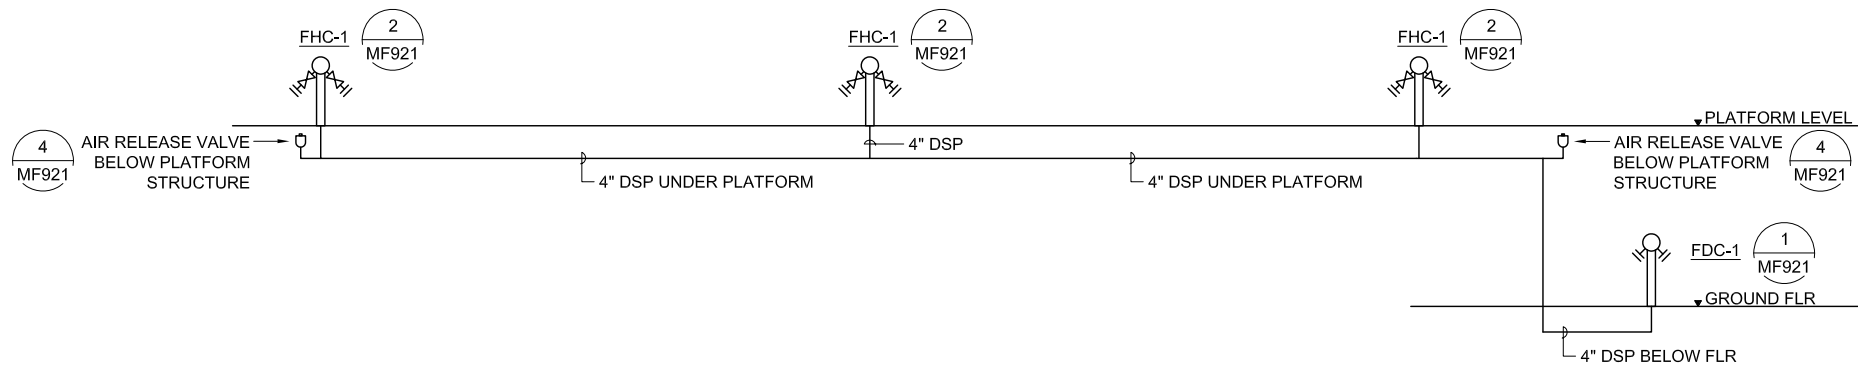 FHC-1
2
MF921
FHC-1
2
MF921
FHC-1
2
MF921
PLATFORM LEVEL
4
MF921
AIR RELEASE VALVE
BELOW PLATFORM
STRUCTURE
4" DSP
AIR RELEASE VALVE
BELOW PLATFORM
STRUCTURE
4
MF921
4" DSP UNDER PLATFORM
4" DSP UNDER PLATFORM
FDC-1
1
MF921
GROUND FLR
4" DSP BELOW FLR